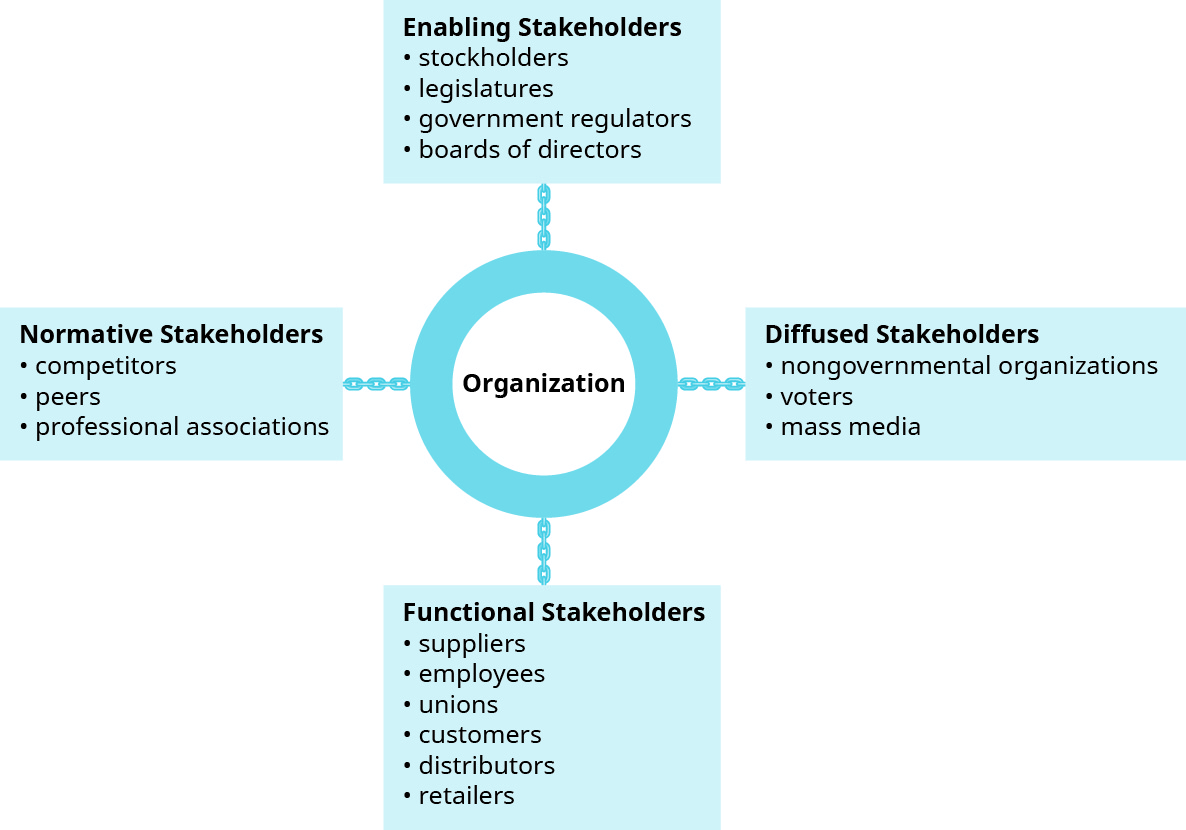 Enabling Stakeholders
• stockholders
• legislatures
• government regulators
• boards of directors
Normative Stakeholders
• competitors
• peers
• professional associations
Organization
Diffused Stakeholders
• nongovernmental organizations
• voters
• mass media
Functional Stakeholders
• suppliers
• employees
• unions
• customers
• distributors
• retailers